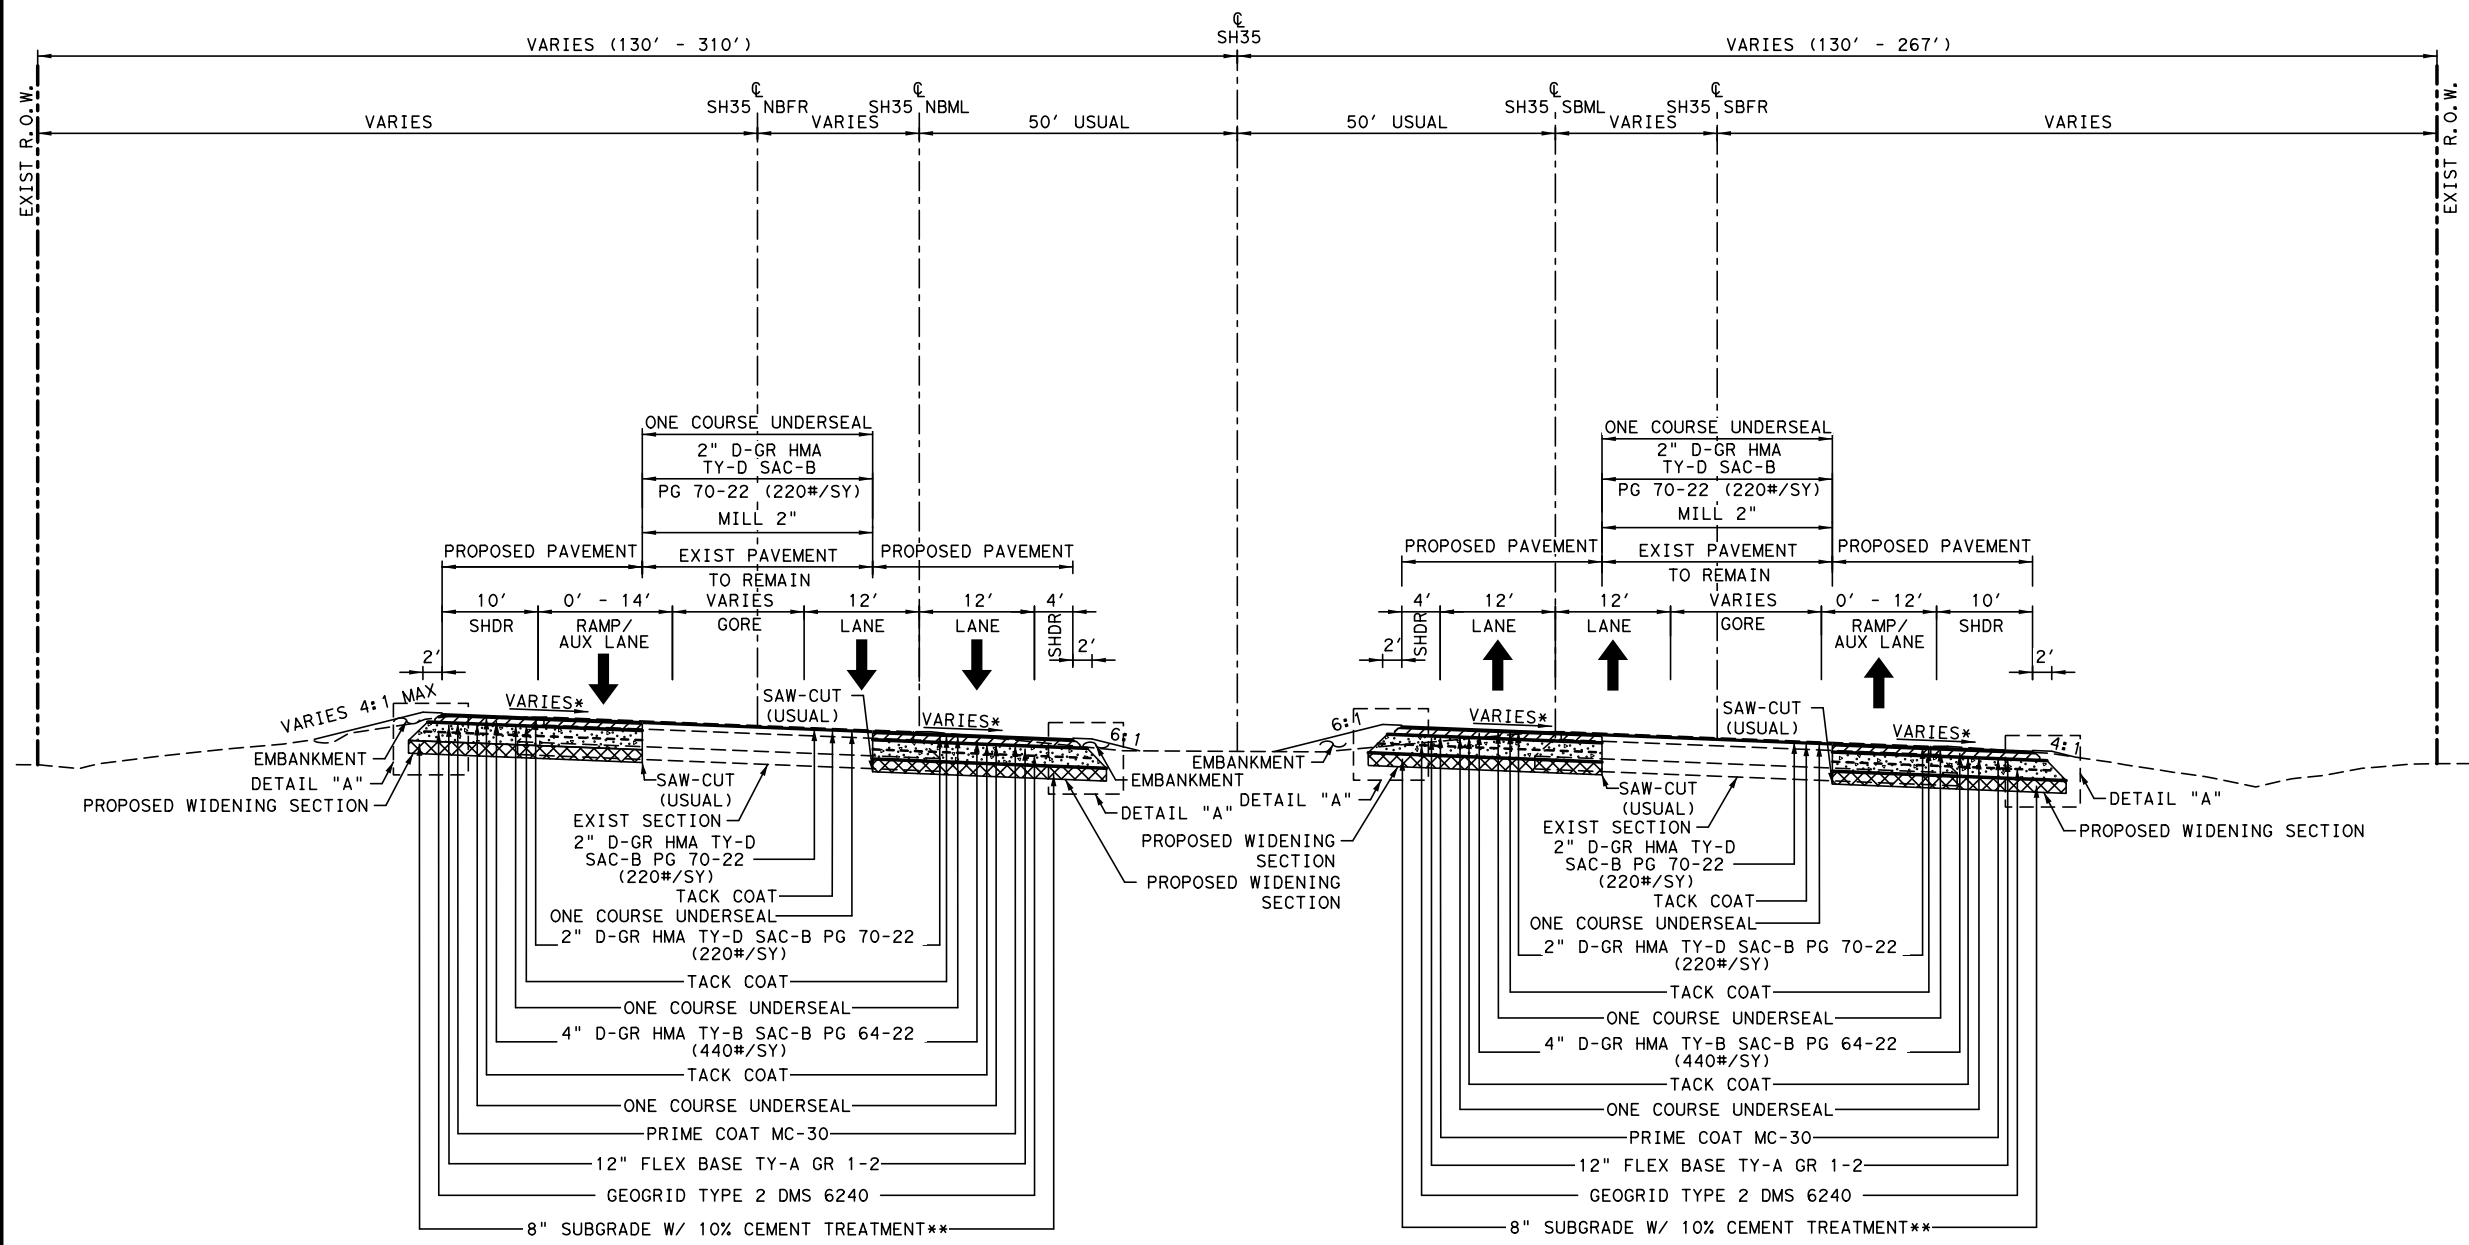 ℄
SH35
VARIES (130' - 310')
VARIES (130' - 267')
EXIST R.O.W.
EXIST R.O.W.
℄
SH35 NBFR
℄
SH35 NBML
℄
SH35 SBML
℄
SH35 SBFR
VARIES
VARIES
50' USUAL
50' USUAL
VARIES
VARIES
ONE COURSE UNDERSEAL
2" D-GR HMA
TY-D SAC-B
PG 70-22 (220#/SY)
MILL 2"
PROPOSED PAVEMENT
EXIST PAVEMENT
TO REMAIN
PROPOSED PAVEMENT
10'
SHDR
0' - 14'
RAMP/
AUX LANE
VARIES
GORE
12'
LANE
12'
LANE
4'
SHDR
2'
2'
VARIES 4:1 MAX
VARIES*
SAW-CUT
(USUAL)
VARIES*
6:1
EMBANKMENT
DETAIL "A"
PROPOSED WIDENING SECTION
SAW-CUT
(USUAL)
EXIST SECTION
2" D-GR HMA TY-D
SAC-B PG 70-22
(220#/SY)
TACK COAT
ONE COURSE UNDERSEAL
2" D-GR HMA TY-D SAC-B PG 70-22
(220#/SY)
TACK COAT
ONE COURSE UNDERSEAL
4" D-GR HMA TY-B SAC-B PG 64-22
(440#/SY)
TACK COAT
ONE COURSE UNDERSEAL
PRIME COAT MC-30
12" FLEX BASE TY-A GR 1-2
GEOGRID TYPE 2 DMS 6240
8" SUBGRADE W/ 10% CEMENT TREATMENT**
EMBANKMENT
DETAIL "A"
PROPOSED WIDENING
SECTION
ONE COURSE UNDERSEAL
2" D-GR HMA
TY-D SAC-B
PG 70-22 (220#/SY)
MILL 2"
PROPOSED PAVEMENT
EXIST PAVEMENT
TO REMAIN
PROPOSED PAVEMENT
4'
SHDR
12'
LANE
12'
LANE
VARIES
GORE
0' - 12'
RAMP/
AUX LANE
10'
SHDR
2'
2'
6:1
VARIES*
SAW-CUT
(USUAL)
VARIES*
4:1
EMBANKMENT
DETAIL "A"
PROPOSED WIDENING
SECTION
SAW-CUT
(USUAL)
EXIST SECTION
2" D-GR HMA TY-D
SAC-B PG 70-22
(220#/SY)
TACK COAT
ONE COURSE UNDERSEAL
2" D-GR HMA TY-D SAC-B PG 70-22
(220#/SY)
TACK COAT
ONE COURSE UNDERSEAL
4" D-GR HMA TY-B SAC-B PG 64-22
(440#/SY)
TACK COAT
ONE COURSE UNDERSEAL
PRIME COAT MC-30
12" FLEX BASE TY-A GR 1-2
GEOGRID TYPE 2 DMS 6240
8" SUBGRADE W/ 10% CEMENT TREATMENT**
DETAIL "A"
PROPOSED WIDENING SECTION